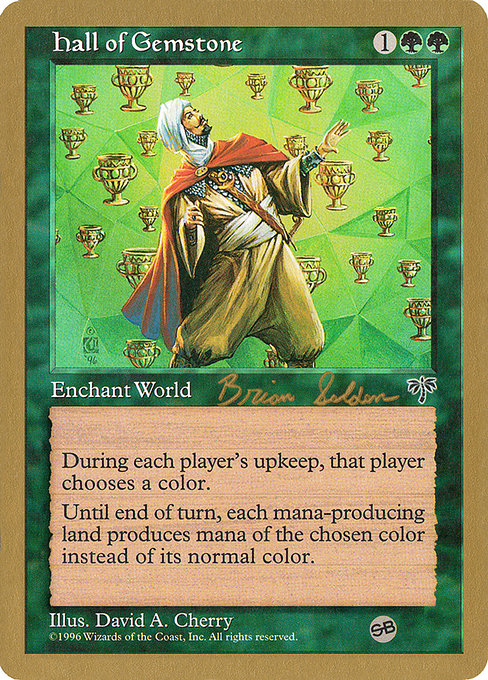 Hall of Gemstone
1
'96
Enchant World
Brian Selden
During each player's upkeep, that player
chooses a color.
Until end of turn, each mana-producing
land produces mana of the chosen color
instead of its normal color.
Illus. David A. Cherry
©1996 Wizards of the Coast, Inc. All rights reserved.
SB